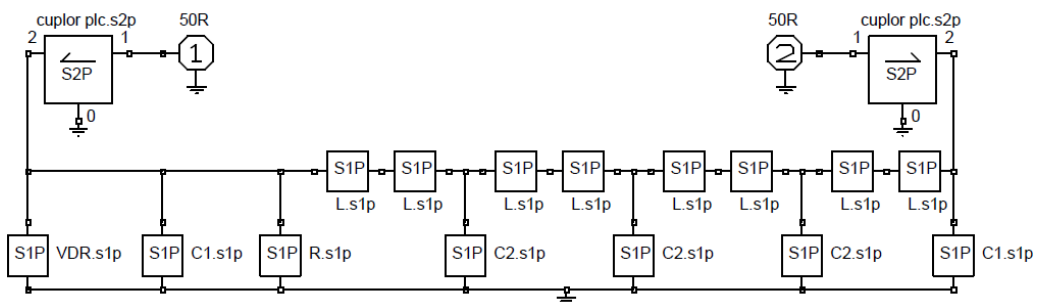 cuplor plc.s2p
50R
50R
cuplor plc.s2p
2
1
1
2
1
2
S2P
S2P
0
0
S1P
S1P
S1P
S1P
S1P
S1P
S1P
S1P
L.s1p
L.s1p
L.s1p
L.s1p
L.s1p
L.s1p
L.s1p
L.s1p
S1P VDR.s1p
S1P C1.s1p
S1P R.s1p
S1P C2.s1p
S1P C2.s1p
S1P C2.s1p
S1P C1.s1p